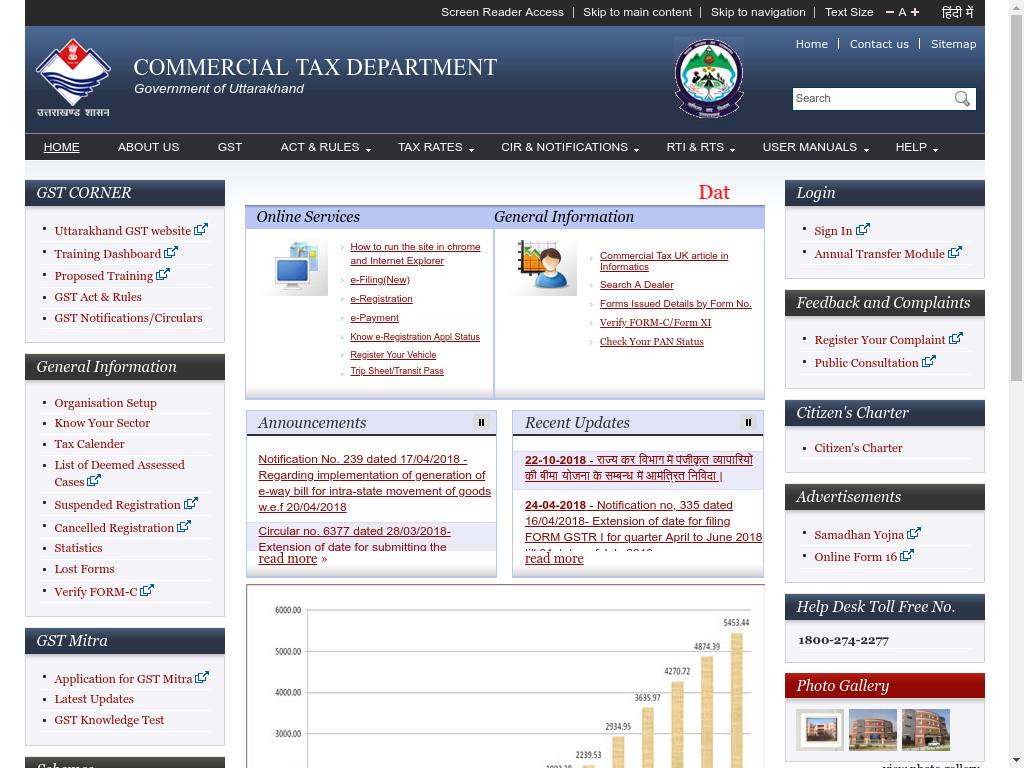 Screen Reader Access | Skip to main content | Skip to navigation | Text Size A हिंदी में
Home | Contact us | Sitemap
COMMERCIAL TAX DEPARTMENT
Government of Uttarakhand
उत्तराखण्ड शासन
Search
HOME ABOUT US GST ACT & RULES TAX RATES CIR & NOTIFICATIONS RTI & RTS USER MANUALS HELP
GST CORNER
Uttarakhand GST website
Training Dashboard
Proposed Training
GST Act & Rules
GST Notifications/Circulars
General Information
Organisation Setup
Know Your Sector
Tax Calender
List of Deemed Assessed
Cases
Suspended Registration
Cancelled Registration
Statistics
Lost Forms
Verify FORM-C
GST Mitra
Application for GST Mitra
Latest Updates
GST Knowledge Test
Schemes
Dat
Online Services
How to run the site in chrome
and Internet Explorer
e-Filing(New)
e-Registration
e-Payment
Know e-Registration Appl Status
Register Your Vehicle
Trip Sheet/Transit Pass
General Information
Commercial Tax UK article in
Informatics
Search A Dealer
Forms Issued Details by Form No.
Verify FORM-C/Form XI
Check Your PAN Status
Announcements
Notification No. 239 dated 17/04/2018 -
Regarding implementation of generation of
e-way bill for intra-state movement of goods
w.e.f 20/04/2018
Circular no. 6377 dated 28/03/2018-
Extension of date for submitting the
read more »
Recent Updates
22-10-2018 - राज्य कर विभाग में पंजीकृत व्यापारियो
की बीमा योजना के सम्बन्ध में आमंत्रित निविदा |
24-04-2018 - Notification no, 335 dated
16/04/2018- Extension of date for filing
FORM GSTR I for quarter April to June 2018
read more
6000.00
5000.00
4000.00
3000.00
5453.44
4874.39
4270.72
3635.97
2934.95
2239.53
Login
Sign In
Annual Transfer Module
Feedback and Complaints
Register Your Complaint
Public Consultation
Citizen's Charter
Citizen's Charter
Advertisements
Samadhan Yojna
Online Form 16
Help Desk Toll Free No.
1800-274-2277
Photo Gallery
view photo gallery